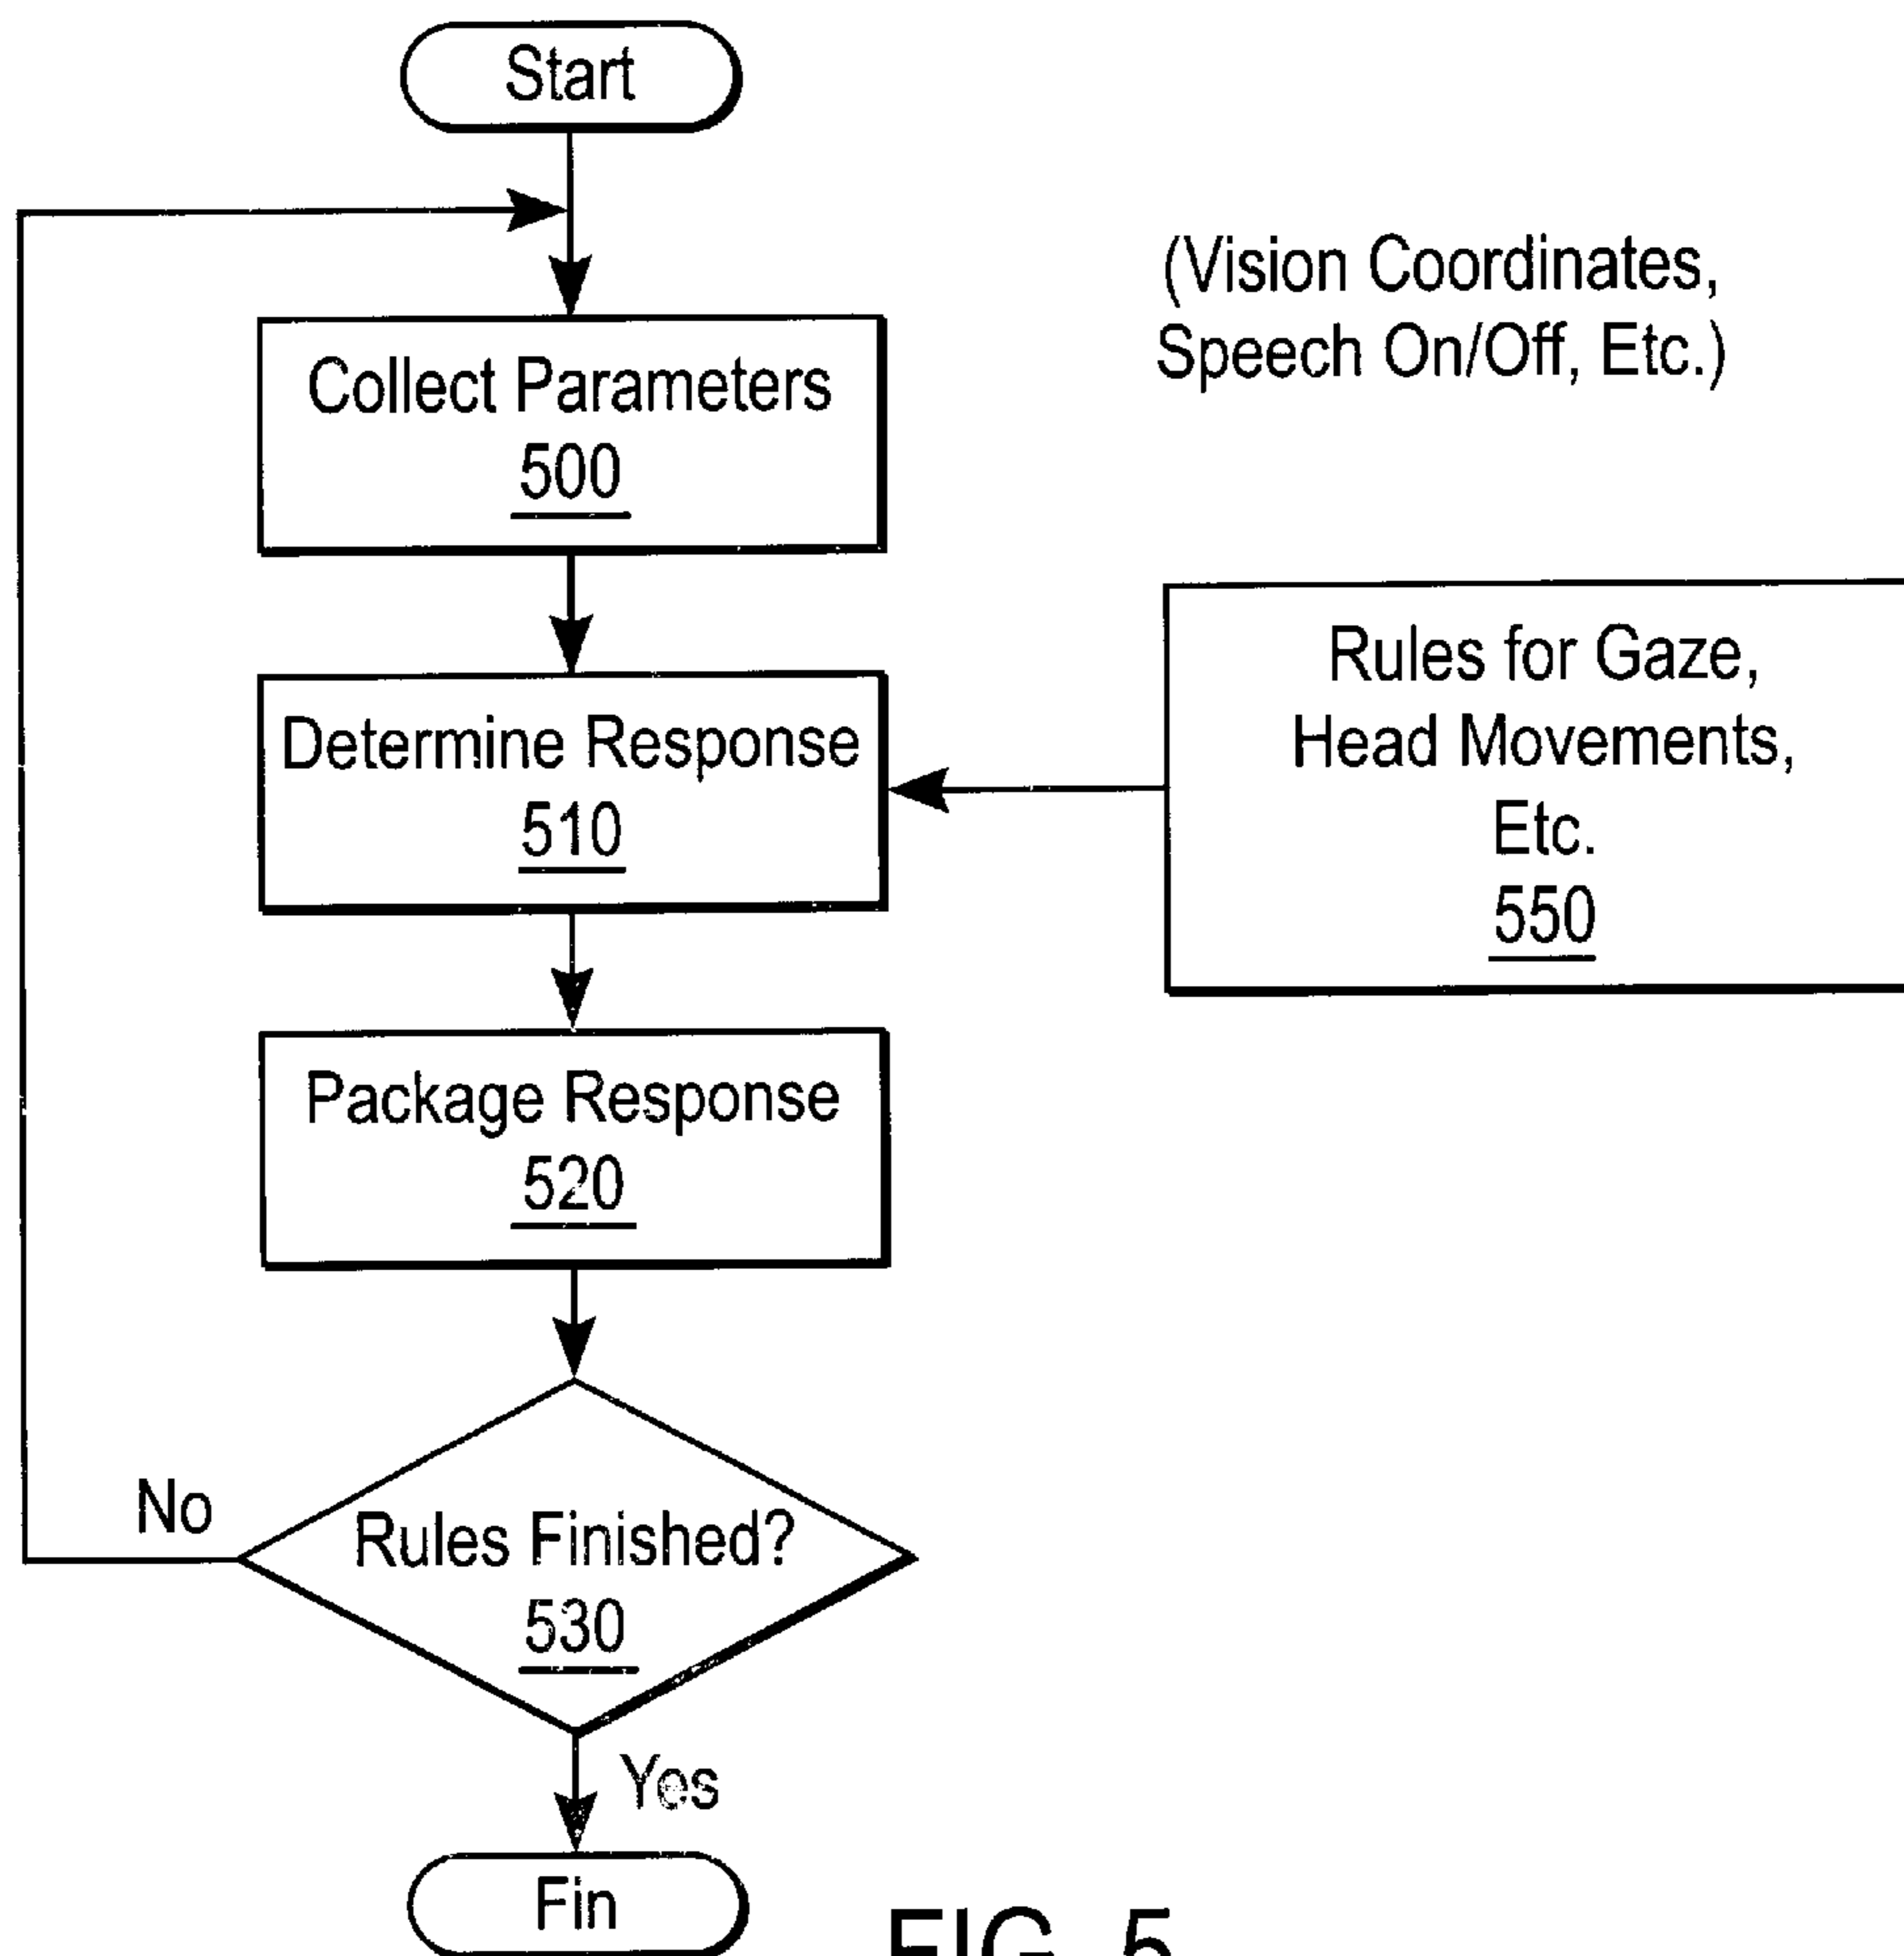 Start
(Vision Coordinates,
Speech On/Off, Etc.)
Collect Parameters
500
Determine Response
510
Rules for Gaze,
Head Movements,
Etc.
550
Package Response
520
No
Rules Finished?
530
Yes
Fin
FIG. 5